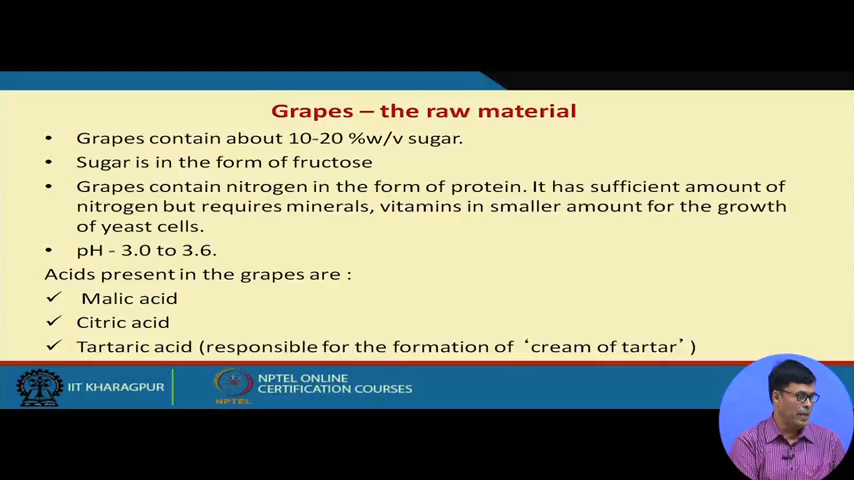 Grapes – the raw material
• Grapes contain about 10-20 %w/v sugar.
• Sugar is in the form of fructose
• Grapes contain nitrogen in the form of protein. It has sufficient amount of
nitrogen but requires minerals, vitamins in smaller amount for the growth
of yeast cells.
• pH - 3.0 to 3.6.
Acids present in the grapes are :
✓ Malic acid
✓ Citric acid
✓ Tartaric acid (responsible for the formation of ‘cream of tartar’ )
IIT KHARAGPUR
NPTEL
NPTEL ONLINE
CERTIFICATION COURSES